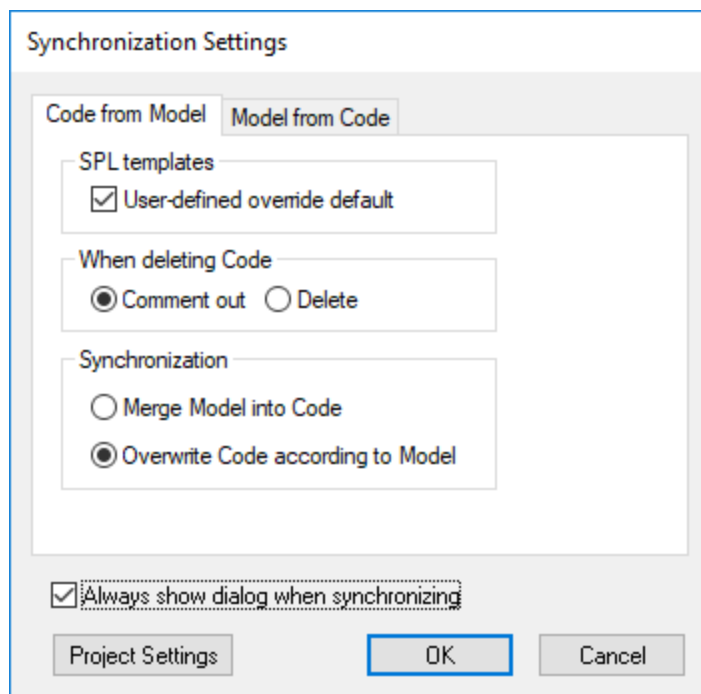 Synchronization Settings
Code from Model
Model from Code
SPL templates
User-defined override default
When deleting Code
Comment out
Delete
Synchronization
Merge Model into Code
Overwrite Code according to Model
Always show dialog when synchronizing
Project Settings
OK
Cancel